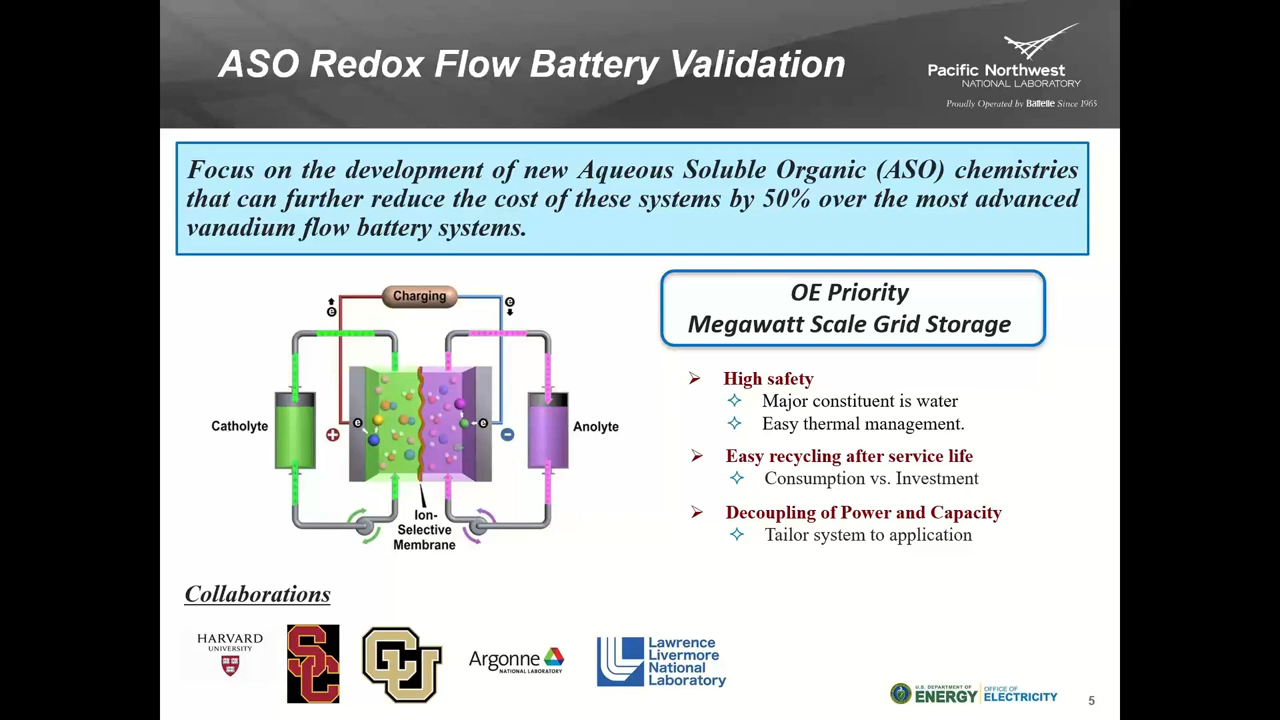 ASO Redox Flow Battery Validation
Pacific Northwest
NATIONAL LABORATORY
Proudly Operated by Battelle Since 1965
Focus on the development of new Aqueous Soluble Organic (ASO) chemistries
that can further reduce the cost of these systems by 50% over the most advanced
vanadium flow battery systems.
Charging
e
e
Catholyte
e
+
e
−
Anolyte
Ion-
Selective
Membrane
OE Priority
Megawatt Scale Grid Storage
High safety
Major constituent is water
Easy thermal management.
Easy recycling after service life
Consumption vs. Investment
Decoupling of Power and Capacity
Tailor system to application
Collaborations
HARVARD
UNIVERSITY
SC
CU
Argonne
NATIONAL LABORATORY
Lawrence
Livermore
National
Laboratory
U.S. DEPARTMENT OF
ENERGY
OFFICE OF
ELECTRICITY
5